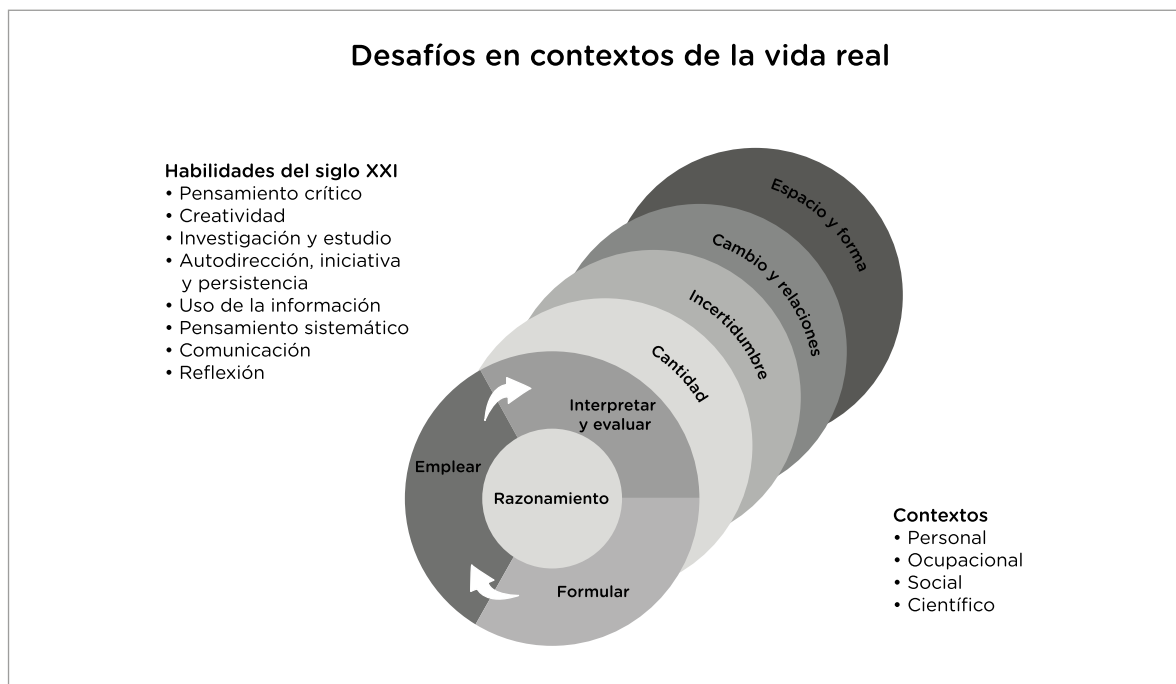 Desafíos en contextos de la vida real
Habilidades del siglo XXI
• Pensamiento crítico
• Creatividad
• Investigación y estudio
• Autodirección, iniciativa
y persistencia
• Uso de la información
• Pensamiento sistemático
• Comunicación
• Reflexión
Espacio y forma
Cambio y relaciones
Incertidumbre
Cantidad
Interpretar
y evaluar
Emplear
Razonamiento
Formular
Contextos
• Personal
• Ocupacional
• Social
• Científico